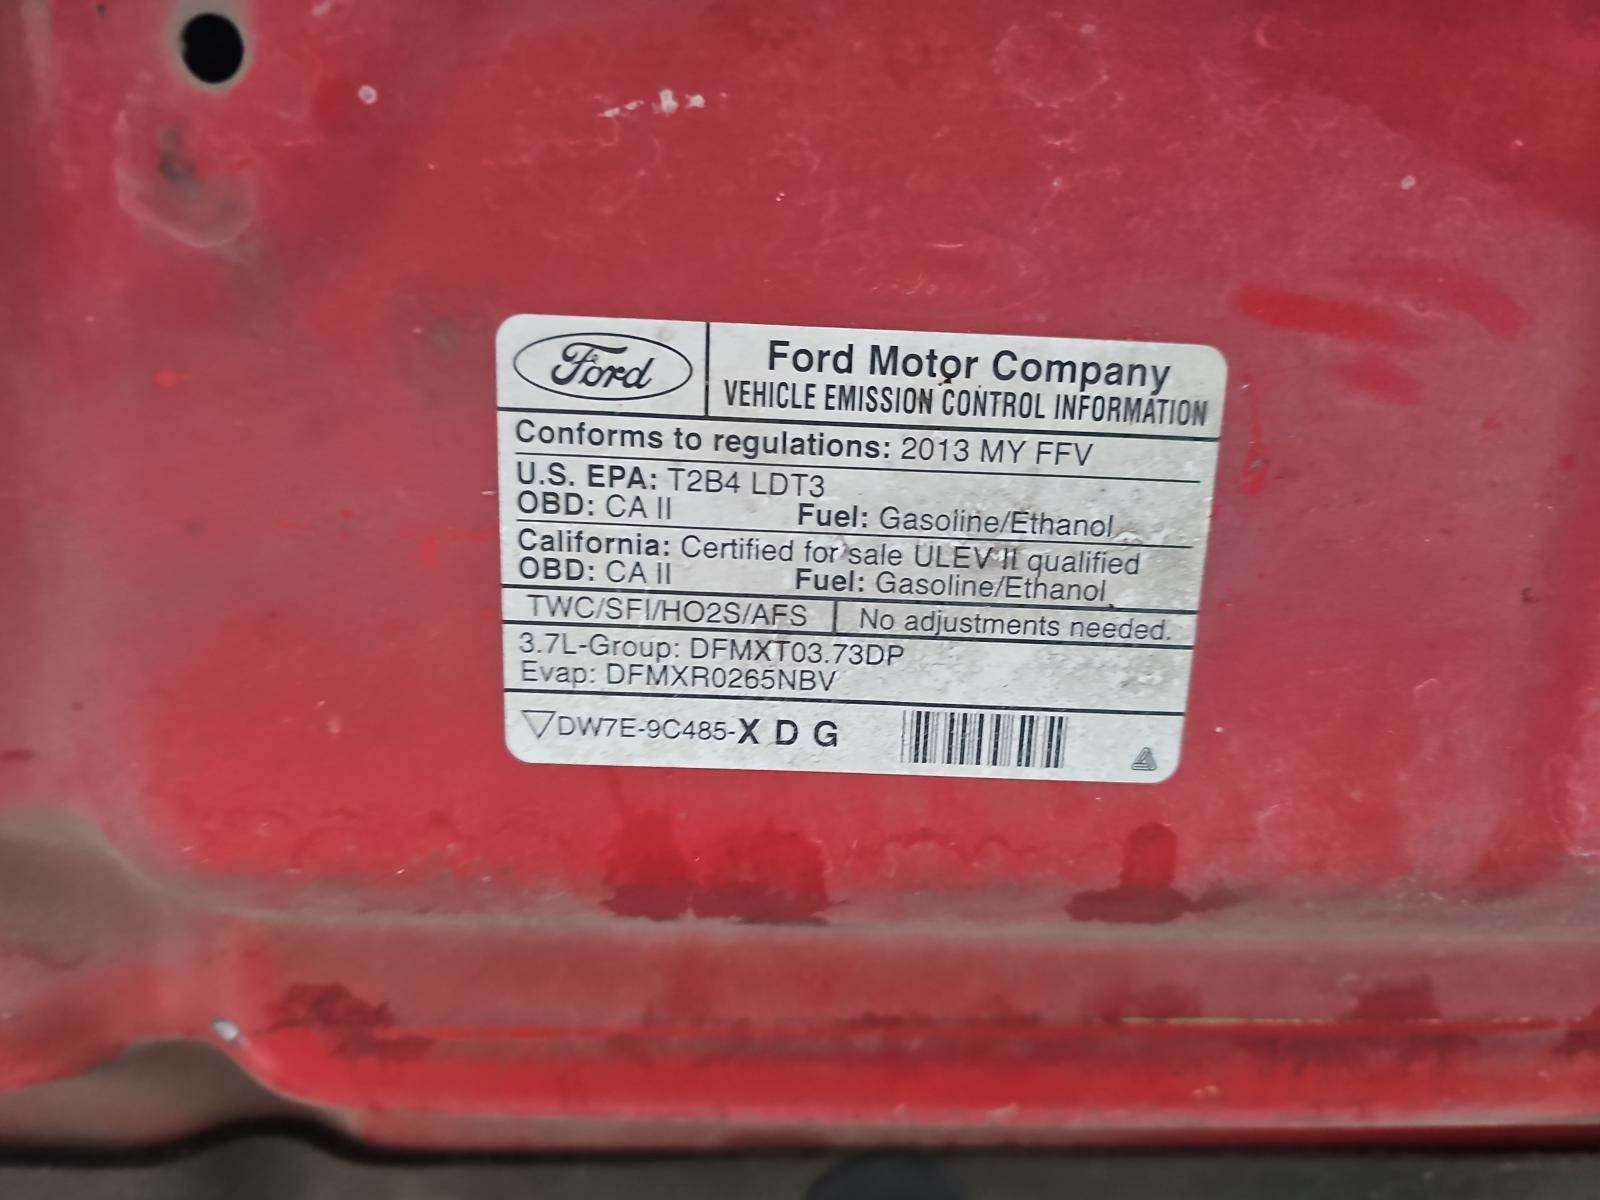 Ford
Ford Motor Company
VEHICLE EMISSION CONTROL INFORMATION
Conforms to regulations: 2013 MY FFV
U.S. EPA: T2B4 LDT3
OBD: CA II Fuel: Gasoline/Ethanol
California: Certified for sale ULEV II qualified
OBD: CA II Fuel: Gasoline/Ethanol
TWC/SFI/HO2S/AFS No adjustments needed.
3.7L-Group: DFMXT03.73DP
Evap: DFMXR0265NBV
DW7E-9C485-X D G